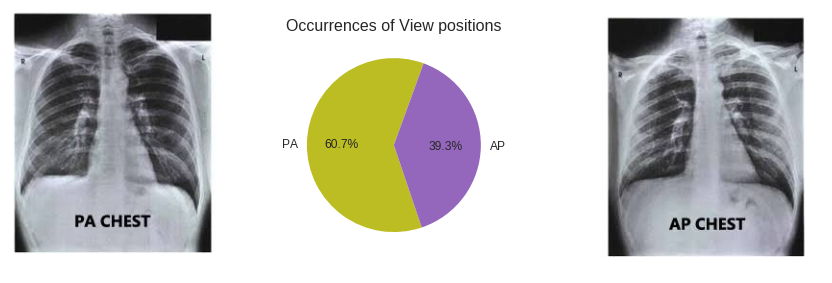 Occurrences of View positions
R
L
PA CHEST
PA
60.7%
39.3%
AP
R
L
AP CHEST